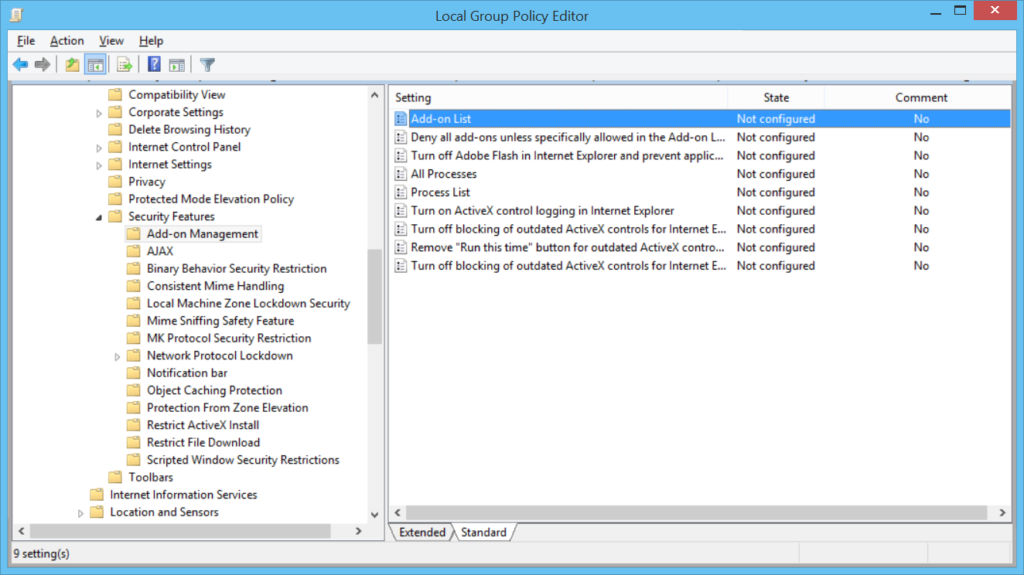 Local Group Policy Editor
File Action View Help
Compatibility View
Corporate Settings
Delete Browsing History
Internet Control Panel
Internet Settings
Privacy
Protected Mode Elevation Policy
Security Features
Add-on Management
AJAX
Binary Behavior Security Restriction
Consistent Mime Handling
Local Machine Zone Lockdown Security
Mime Sniffing Safety Feature
MK Protocol Security Restriction
Network Protocol Lockdown
Notification bar
Object Caching Protection
Protection From Zone Elevation
Restrict ActiveX Install
Restrict File Download
Scripted Window Security Restrictions
Toolbars
Internet Information Services
Location and Sensors
Setting State Comment
Add-on List Not configured No
Deny all add-ons unless specifically allowed in the Add-on L... Not configured No
Turn off Adobe Flash in Internet Explorer and prevent applic... Not configured No
All Processes Not configured No
Process List Not configured No
Turn on ActiveX control logging in Internet Explorer Not configured No
Turn off blocking of outdated ActiveX controls for Internet E... Not configured No
Remove "Run this time" button for outdated ActiveX contro... Not configured No
Turn off blocking of outdated ActiveX controls for Internet E... Not configured No
Extended Standard
9 setting(s)